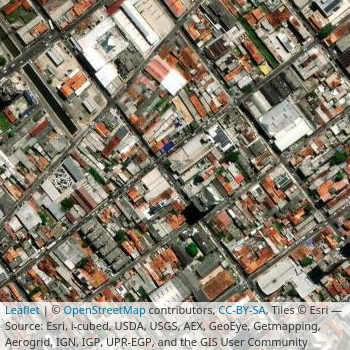 Leaflet | © OpenStreetMap contributors, CC-BY-SA, Tiles © Esri —
Source: Esri, i-cubed, USDA, USGS, AEX, GeoEye, Getmapping,
Aerogrid, IGN, IGP, UPR-EGP, and the GIS User Community